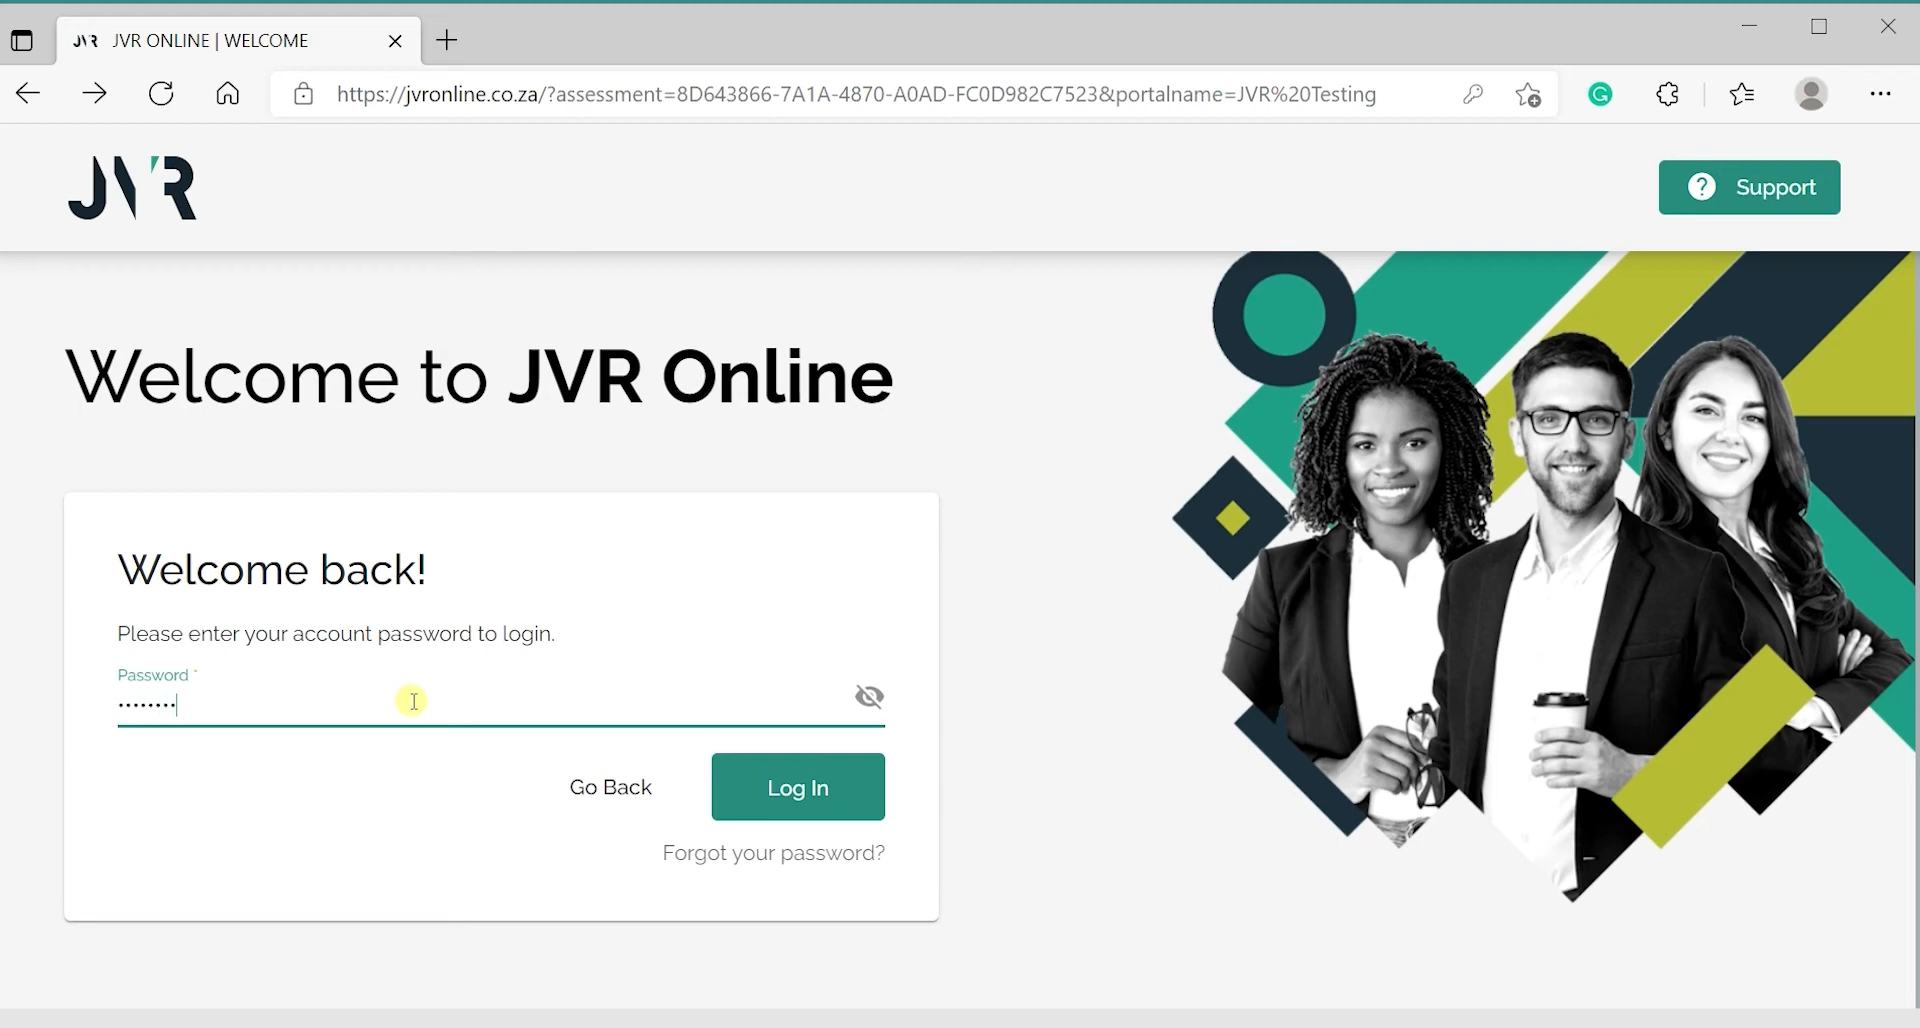 JVR JVR ONLINE | WELCOME
https://jvronline.co.za/?assessment=8D643866-7A1A-4870-A0AD-FC0D982C7523&portalname=JVR%20Testing
JVR
Support
Welcome to JVR Online
Welcome back!
Please enter your account password to login.
Password *
••••••••
Go Back
Log In
Forgot your password?